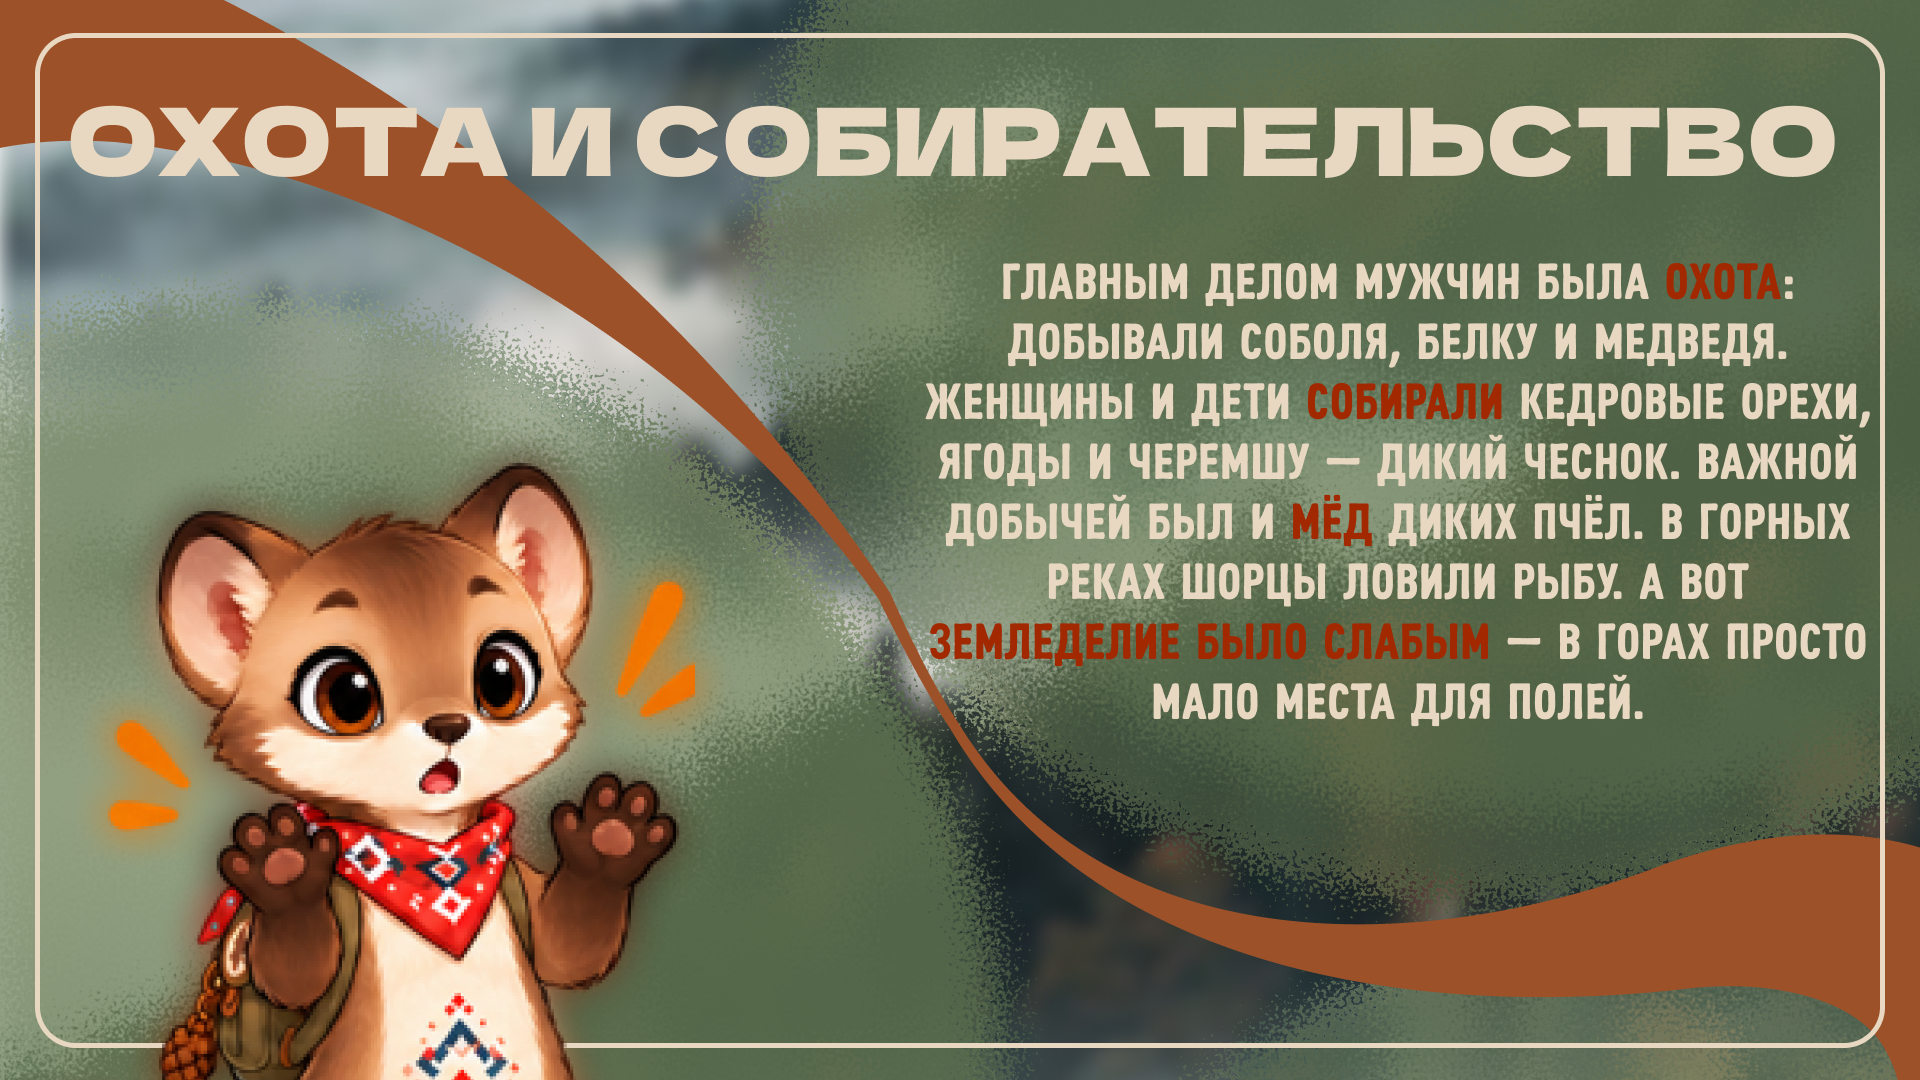 ОХОТА И СОБИРАТЕЛЬСТВО
ГЛАВНЫМ ДЕЛОМ МУЖЧИН БЫЛА ОХОТА:
ДОБЫВАЛИ СОБОЛЯ, БЕЛКУ И МЕДВЕДЯ.
ЖЕНЩИНЫ И ДЕТИ СОБИРАЛИ КЕДРОВЫЕ ОРЕХИ,
ЯГОДЫ И ЧЕРЕМШУ — ДИКИЙ ЧЕСНОК. ВАЖНОЙ
ДОБЫЧЕЙ БЫЛ И МЁД ДИКИХ ПЧЁЛ. В ГОРНЫХ
РЕКАХ ШОРЦЫ ЛОВИЛИ РЫБУ. А ВОТ
ЗЕМЛЕДЕЛИЕ БЫЛО СЛАБЫМ — В ГОРАХ ПРОСТО
МАЛО МЕСТА ДЛЯ ПОЛЕЙ.